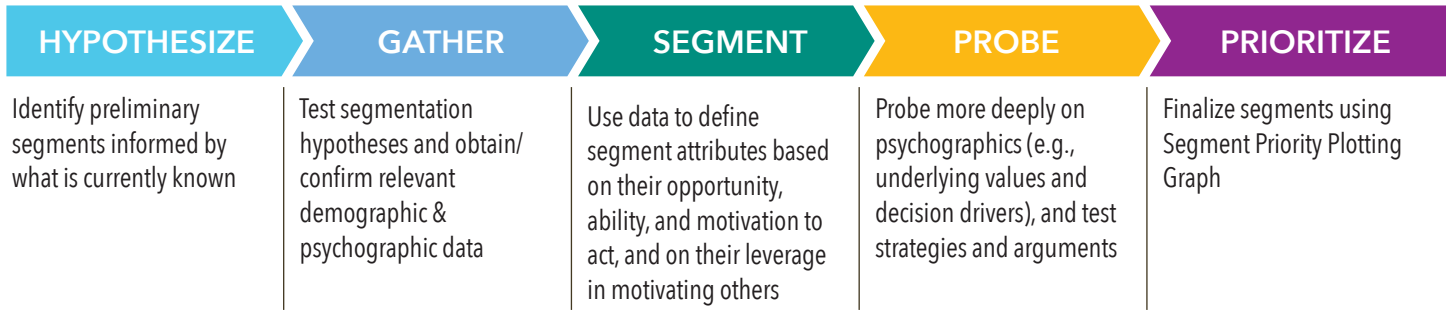 HYPOTHESIZE
GATHER
SEGMENT
PROBE
PRIORITIZE
Identify preliminary
segments informed by
what is currently known
Test segmentation
hypotheses and obtain/
confirm relevant
demographic &
psychographic data
Use data to define
segment attributes based
on their opportunity,
ability, and motivation to
act, and on their leverage
in motivating others
Probe more deeply on
psychographics (e.g.,
underlying values and
decision drivers), and test
strategies and arguments
Finalize segments using
Segment Priority Plotting
Graph